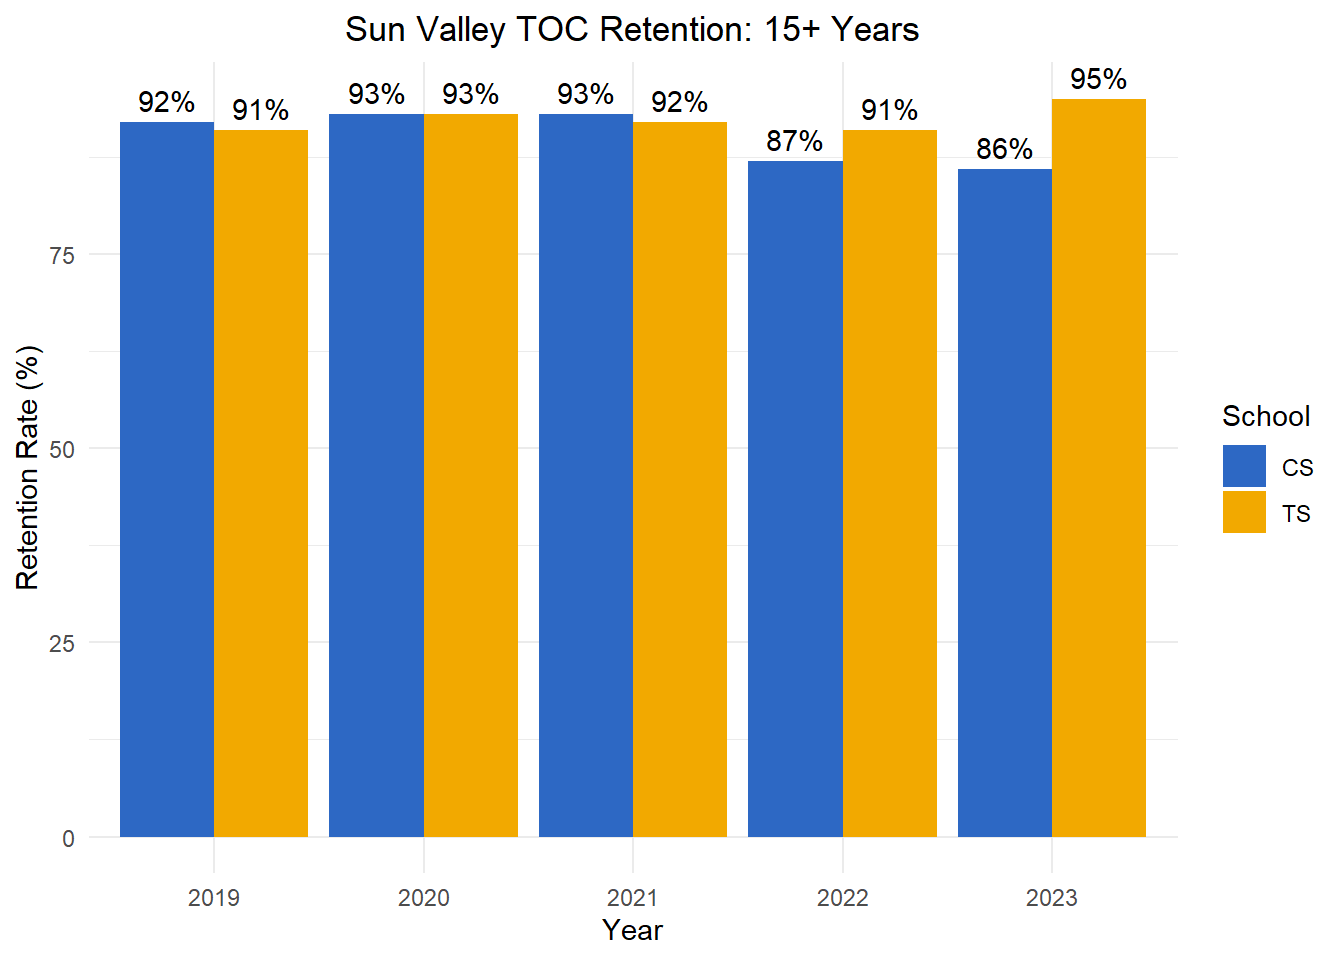 Sun Valley TOC Retention: 15+ Years
92% 91% 93% 93% 93% 92% 87% 91% 86% 95%
75
50
25
0
Retention Rate (%)
2019 2020 2021 2022 2023
Year
School
CS
TS